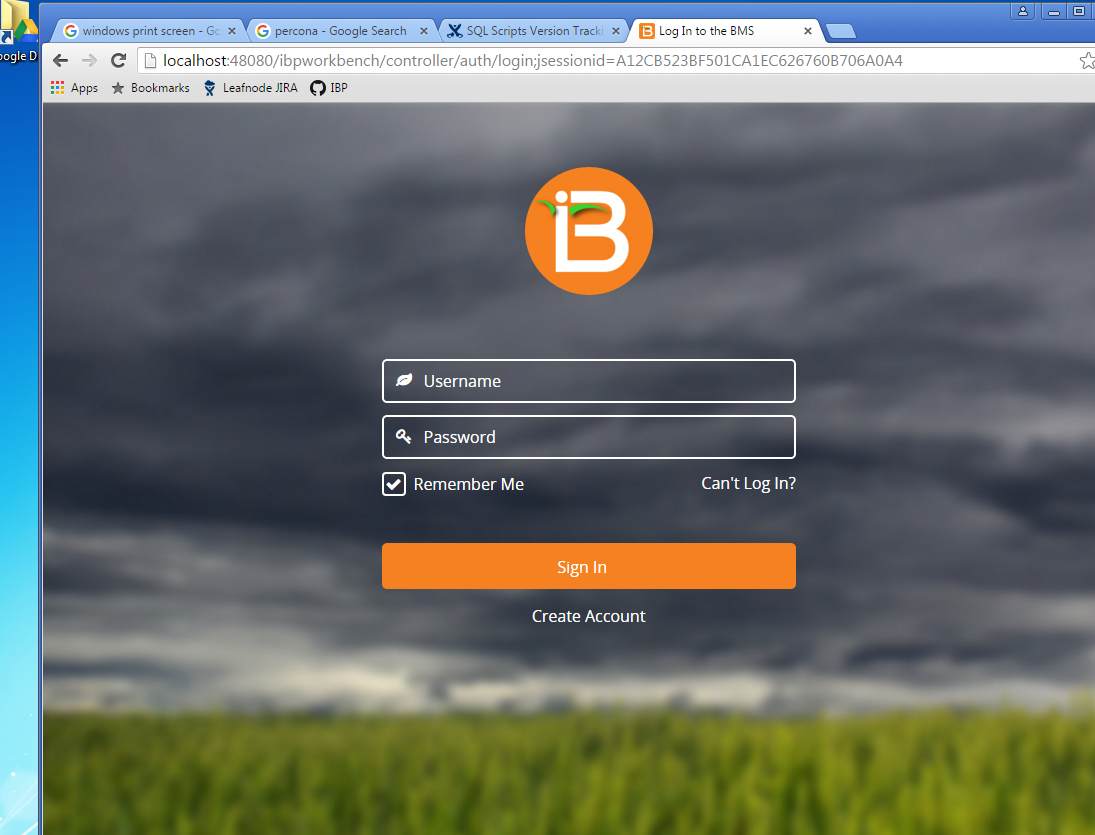 windows print screen - Go
percona - Google Search
SQL Scripts Version Tracki
Log In to the BMS
ogle D
localhost:48080/ibpworkbench/controller/auth/login;jsessionid=A12CB523BF501CA1EC626760B706A0A4
Apps
Bookmarks
Leafnode JIRA
IBP
iB
Username
Password
Remember Me
Can't Log In?
Sign In
Create Account